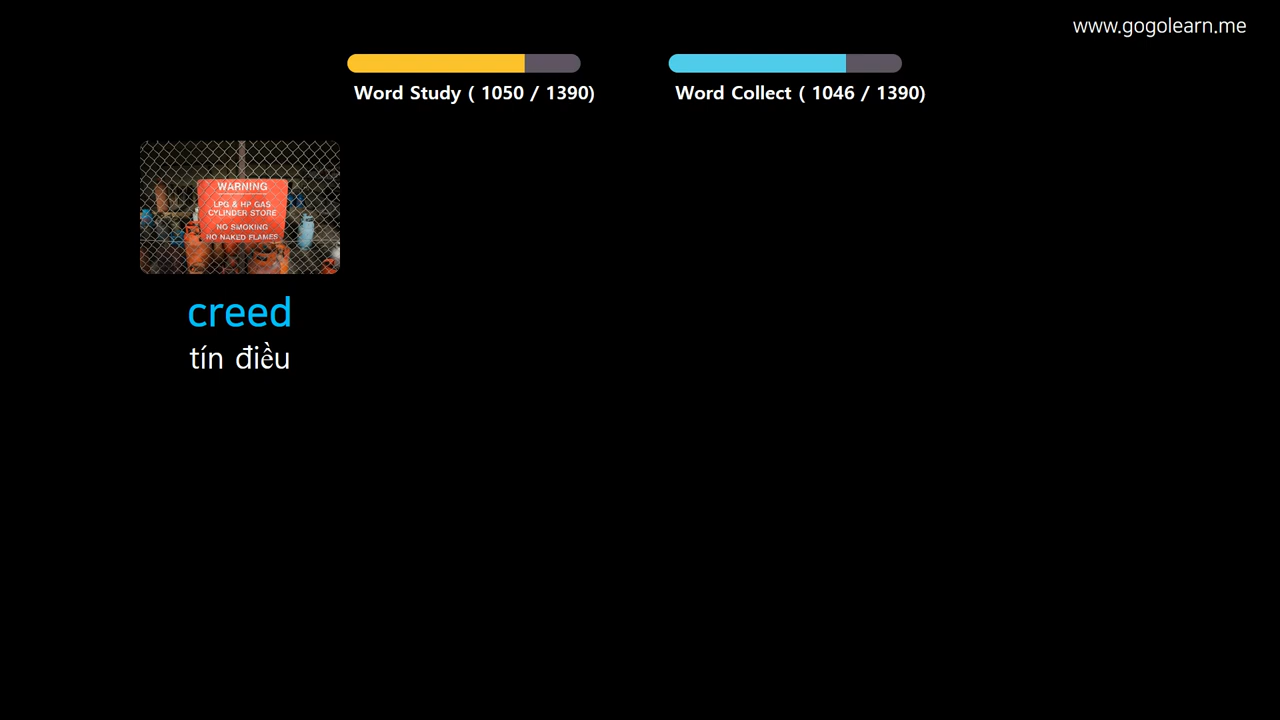 www.gogolearn.me
Word Study ( 1050 / 1390)
Word Collect ( 1046 / 1390)
WARNING
LPG & HP GAS
CYLINDER STORE
NO SMOKING
NO NAKED FLAMES
creed
tín điều